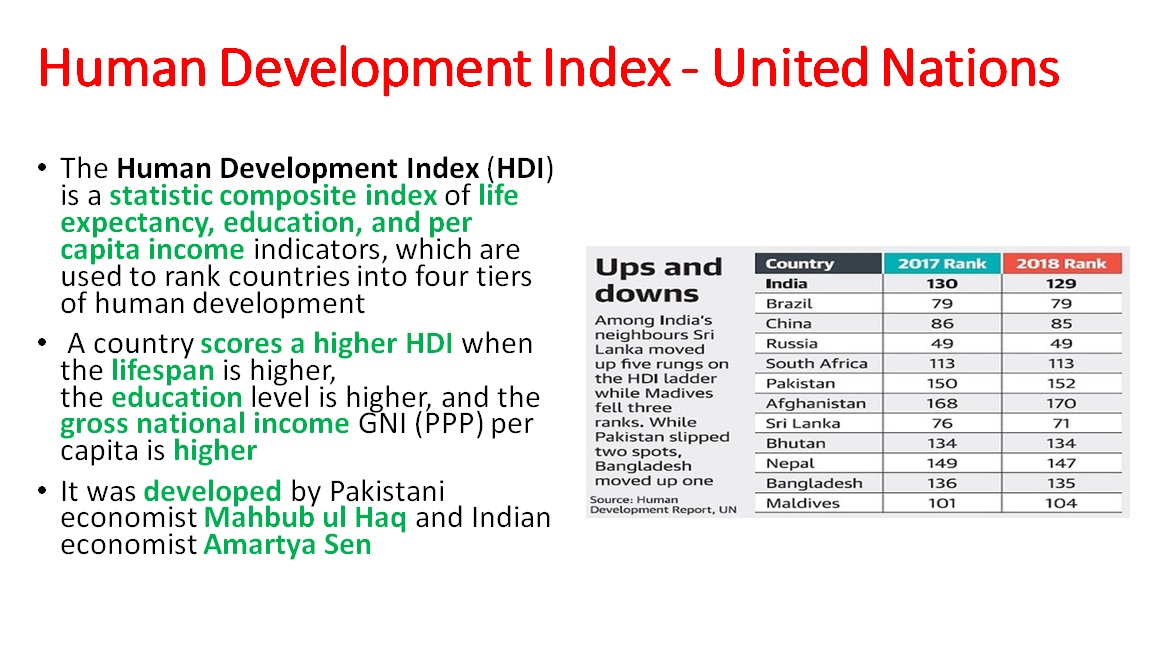 Human Development Index - United Nations
• The Human Development Index (HDI)
is a statistic composite index of life
expectancy, education, and per
capita income indicators, which are
used to rank countries into four tiers
of human development
• A country scores a higher HDI when
the lifespan is higher,
the education level is higher, and the
gross national income GNI (PPP) per
capita is higher
• It was developed by Pakistani
economist Mahbub ul Haq and Indian
economist Amartya Sen
Ups and
downs
Among India's
neighbours Sri
Lanka moved
up five rungs on
the HDI ladder
while Madives
fell three
ranks. While
Pakistan slipped
two spots,
Bangladesh
moved up one
Source: Human
Development Report, UN
Country 2017 Rank 2018 Rank
India 130 129
Brazil 79 79
China 86 85
Russia 49 49
South Africa 113 113
Pakistan 150 152
Afghanistan 168 170
Sri Lanka 76 71
Bhutan 134 134
Nepal 149 147
Bangladesh 136 135
Maldives 101 104